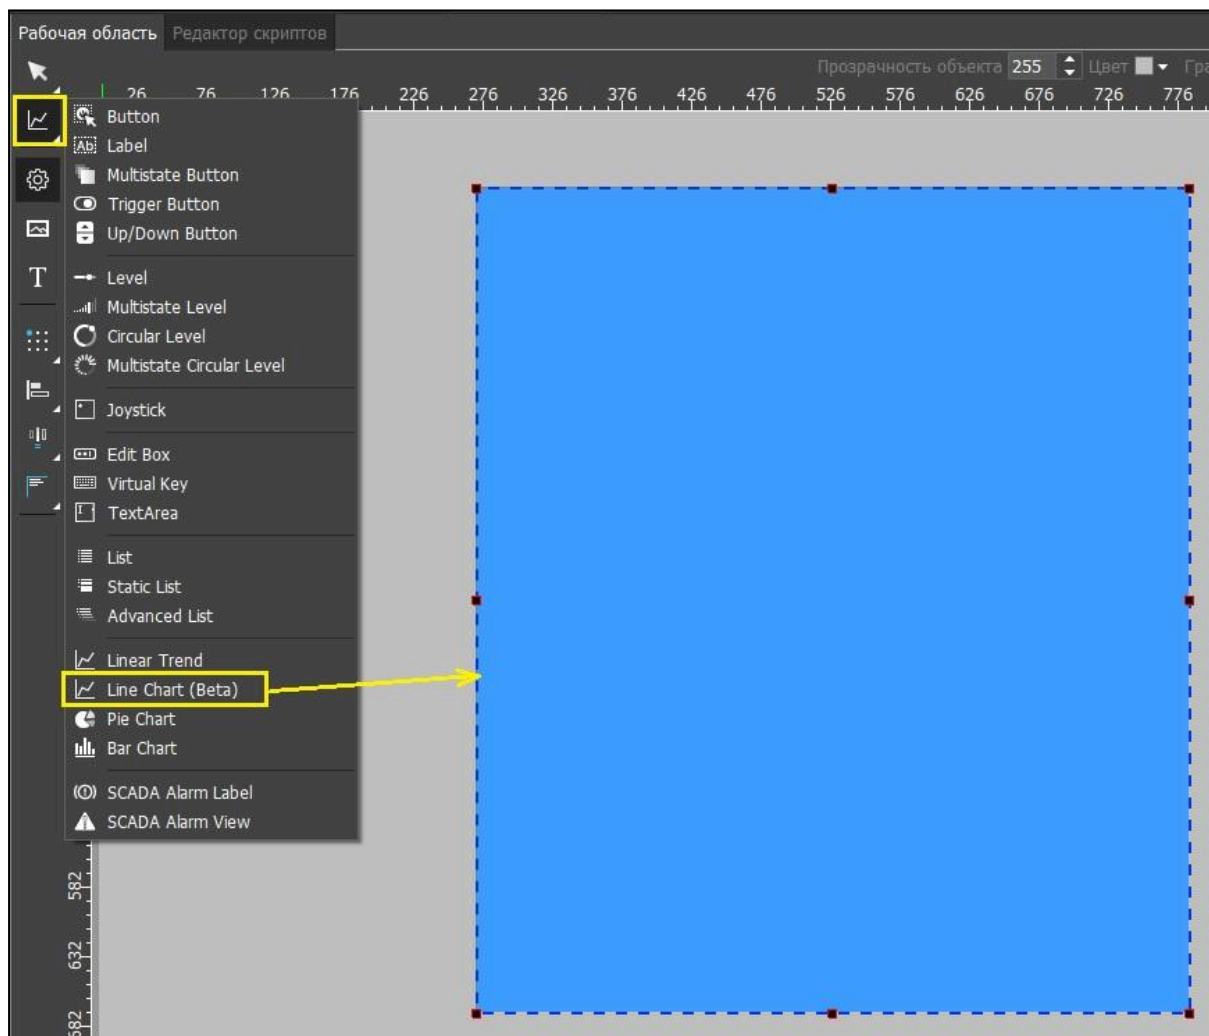 Рабочая область Редактор скриптов
Прозрачность объекта 255 Цвет Гра
26 76 126 176 226 276 326 376 426 476 526 576 626 676 726 776
Button
Ab Label
Multistate Button
Trigger Button
Up/Down Button
T
Level
Multistate Level
Circular Level
Multistate Circular Level
Joystick
Edit Box
Virtual Key
TextArea
List
Static List
Advanced List
Linear Trend
Line Chart (Beta)
Pie Chart
Bar Chart
SCADA Alarm Label
SCADA Alarm View
582
632
682